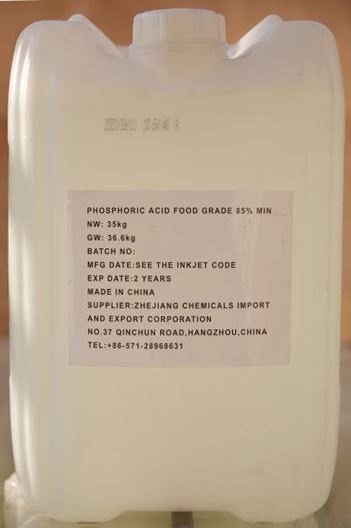 PHOSPHORIC ACID FOOD GRADE 85% MIN
NW: 35kg
GW: 36.6kg
BATCH NO:
MFG DATE:SEE THE INKJET CODE
EXP DATE:2 YEARS
MADE IN CHINA
SUPPLIER:ZHEJIANG CHEMICALS IMPORT
AND EXPORT CORPORATION
NO.37 QINCHUN ROAD,HANGZHOU,CHINA
TEL:+86-571-28968631